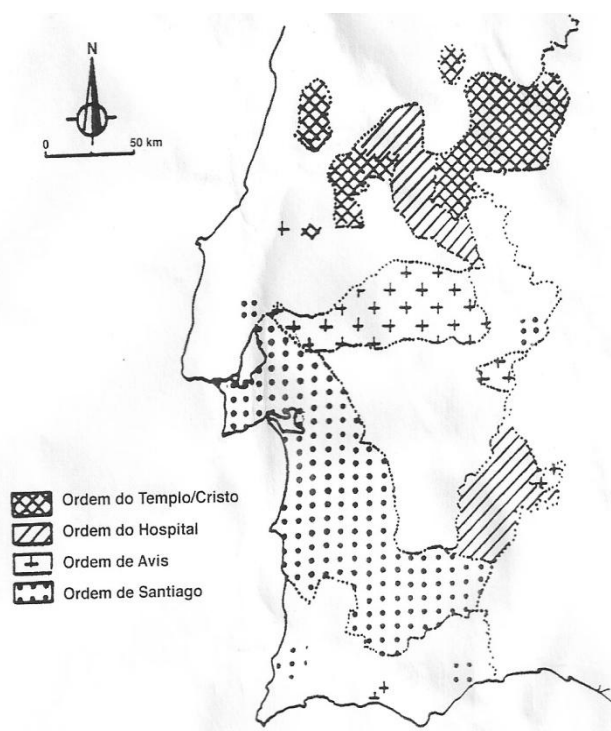 N
0 50 km
Ordem do Templo/Cristo
Ordem do Hospital
Ordem de Avis
Ordem de Santiago